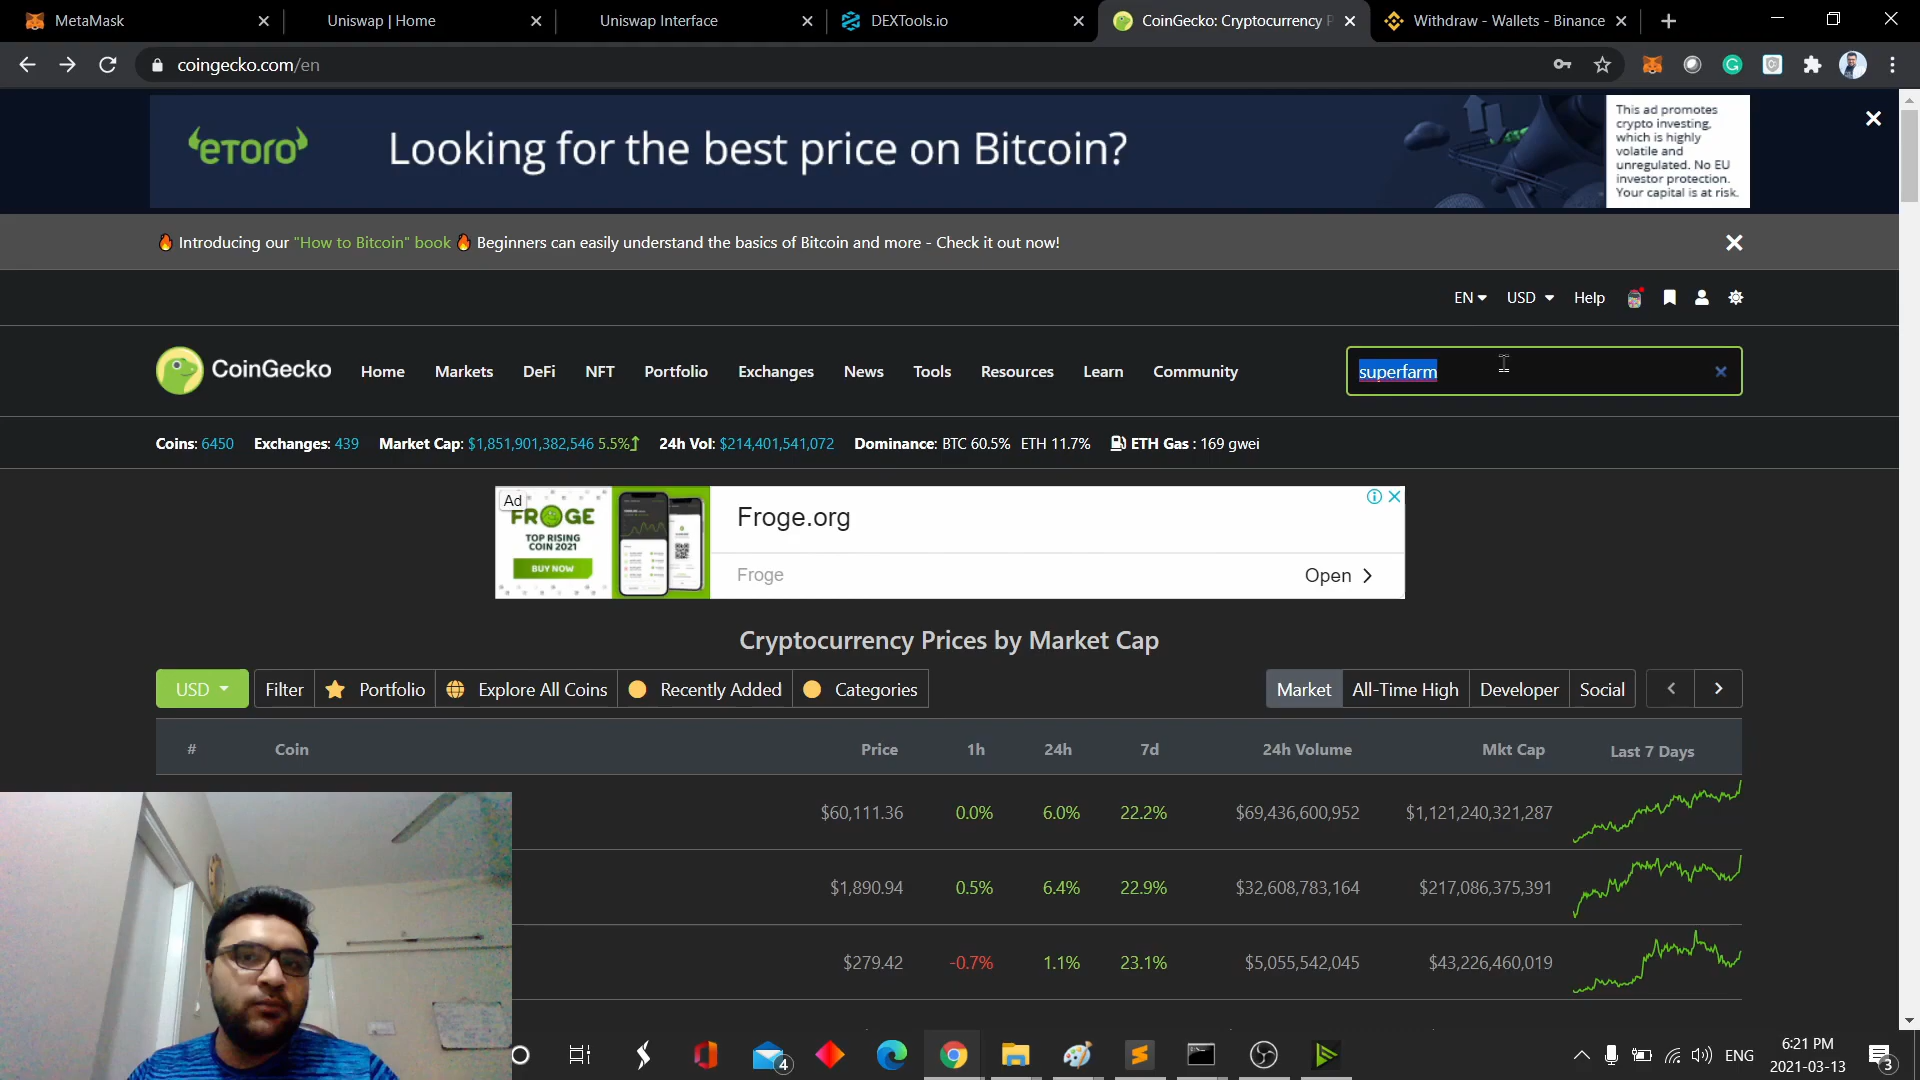 MetaMask
Uniswap | Home
Uniswap Interface
DEXTools.io
CoinGecko: Cryptocurrency P
Withdraw - Wallets - Binance
coingecko.com/en
eToro
Looking for the best price on Bitcoin?
This ad promotes
crypto investing,
which is highly
volatile and
unregulated. No EU
investor protection.
Your capital is at risk.
🔥 Introducing our "How to Bitcoin" book 🔥 Beginners can easily understand the basics of Bitcoin and more - Check it out now!
EN USD Help
CoinGecko Home Markets DeFi NFT Portfolio Exchanges News Tools Resources Learn Community
superfarm
Coins: 6450 Exchanges: 439 Market Cap: $1,851,901,382,546 5.5% 24h Vol: $214,401,541,072 Dominance: BTC 60.5% ETH 11.7% ETH Gas : 169 gwei
Ad
FROGE
TOP RISING
COIN 2021
BUY NOW
Froge.org
Froge
Open
Cryptocurrency Prices by Market Cap
USD Filter Portfolio Explore All Coins Recently Added Categories
Market All-Time High Developer Social
# Coin Price 1h 24h 7d 24h Volume Mkt Cap Last 7 Days
$60,111.36 0.0% 6.0% 22.2% $69,436,600,952 $1,121,240,321,287
$1,890.94 0.5% 6.4% 22.9% $32,608,783,164 $217,086,375,391
$279.42 -0.7% 1.1% 23.1% $5,055,542,045 $43,226,460,019
4
ENG
6:21 PM
2021-03-13
3